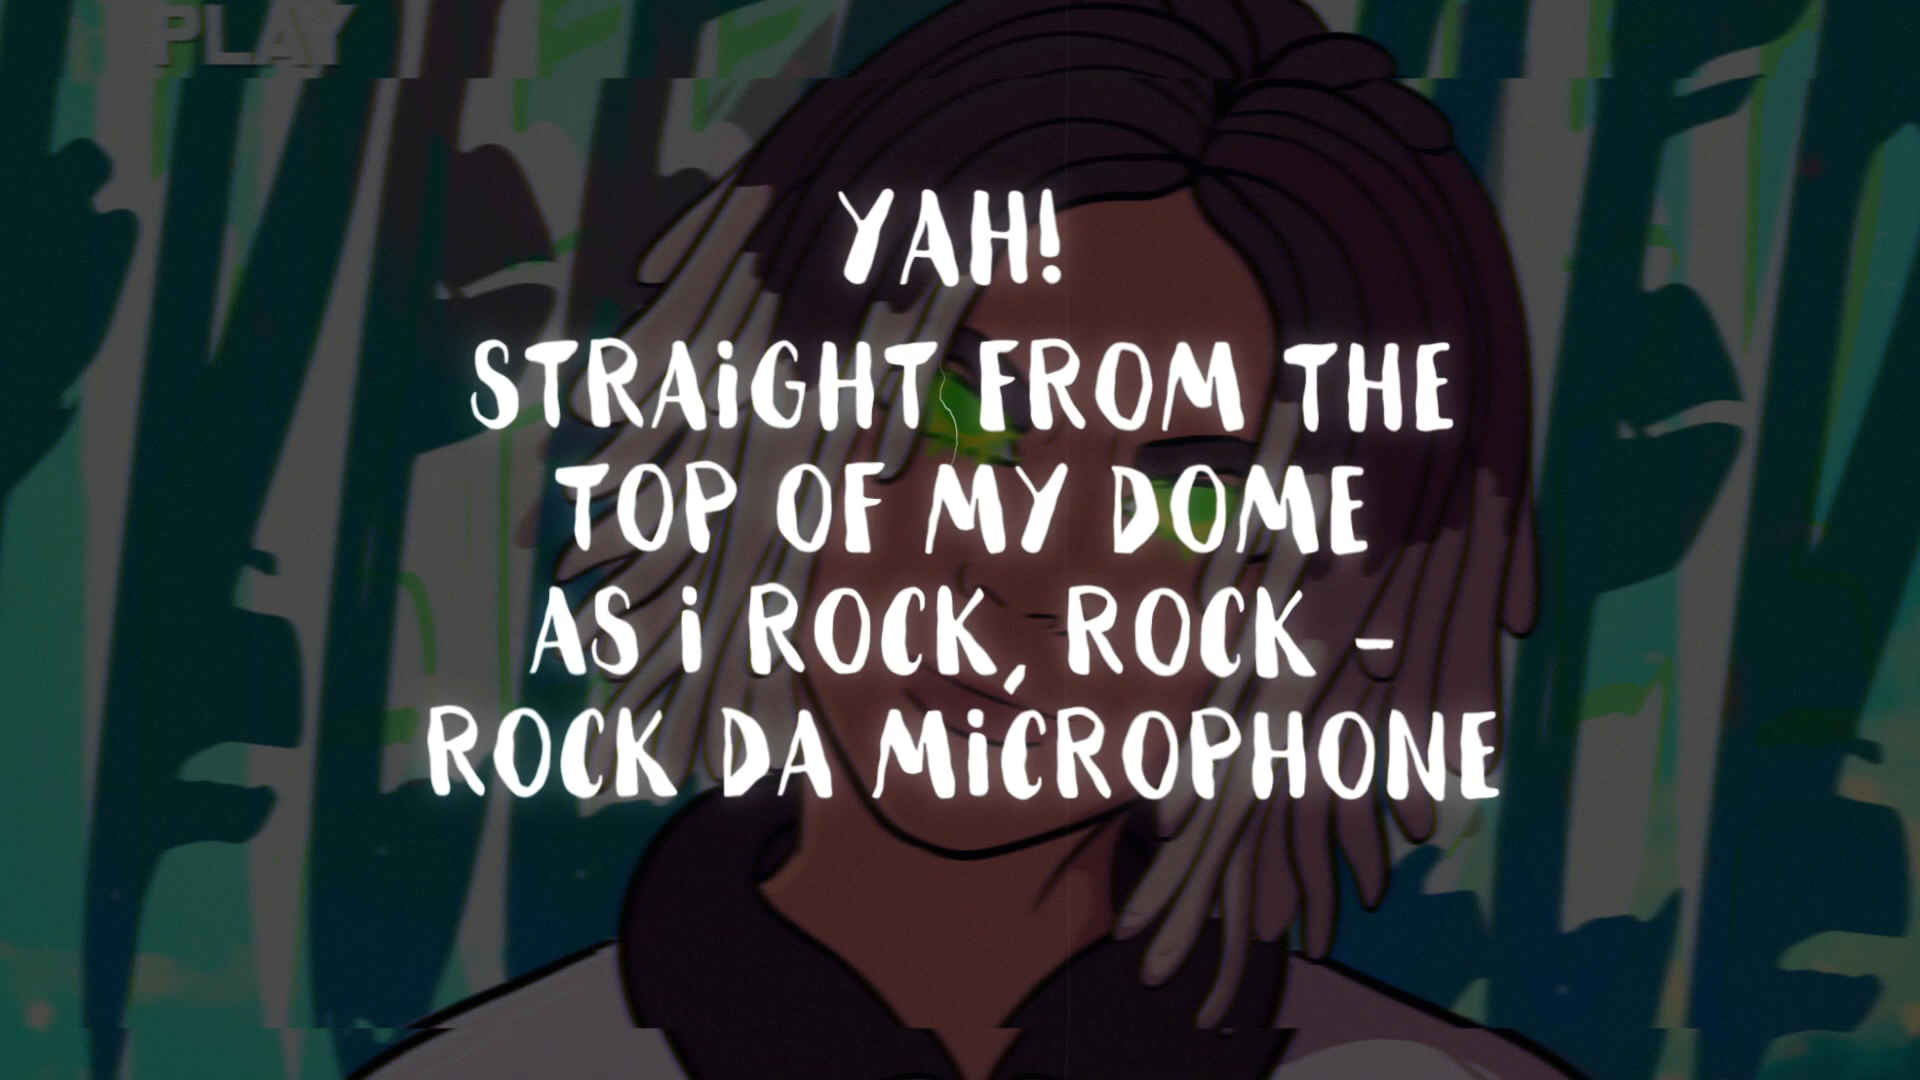 PLAY
YAH!
STRAIGHT FROM THE
TOP OF MY DOME
AS I ROCK, ROCK -
ROCK DA MICROPHONE